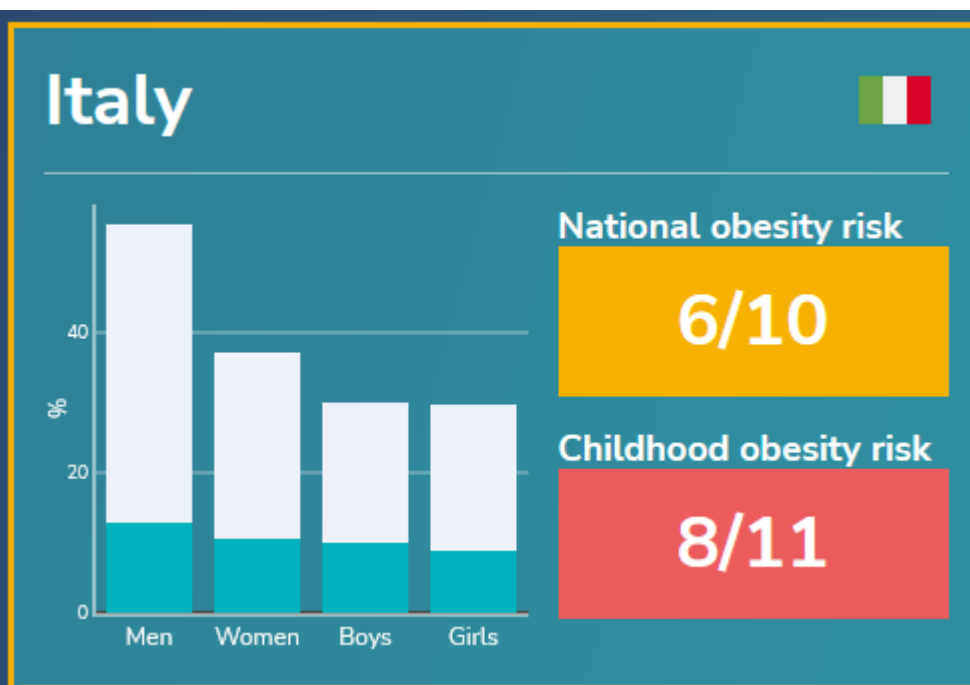 Italy
National obesity risk
6/10
Childhood obesity risk
8/11
40
%
20
0
Men Women Boys Girls